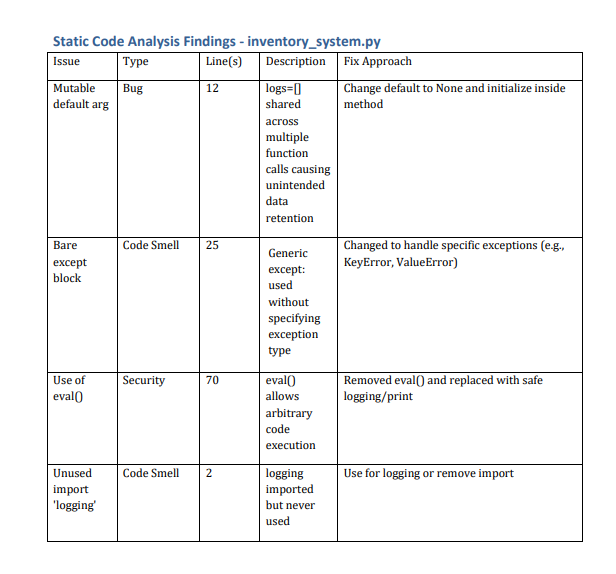 Static Code Analysis Findings - inventory_system.py
Issue
Type
Line(s)
Description
Fix Approach
Mutable
default arg
Bug
12
logs=[]
shared
across
multiple
function
calls causing
unintended
data
retention
Change default to None and initialize inside
method
Bare
except
block
Code Smell
25
Generic
except:
used
without
specifying
exception
type
Changed to handle specific exceptions (e.g.,
KeyError, ValueError)
Use of
eval()
Security
70
eval()
allows
arbitrary
code
execution
Removed eval() and replaced with safe
logging/print
Unused
import
'logging'
Code Smell
2
logging
imported
but never
used
Use for logging or remove import